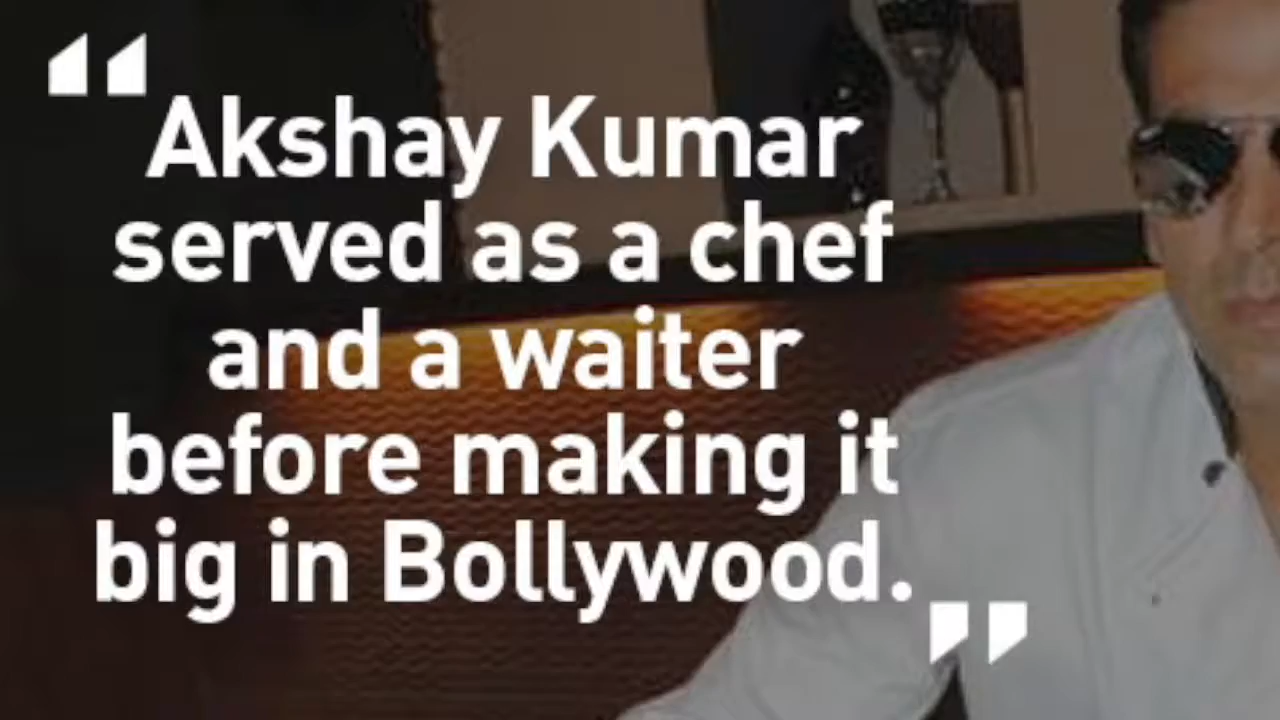 “Akshay Kumar
served as a chef
and a waiter
before making it
big in Bollywood.”